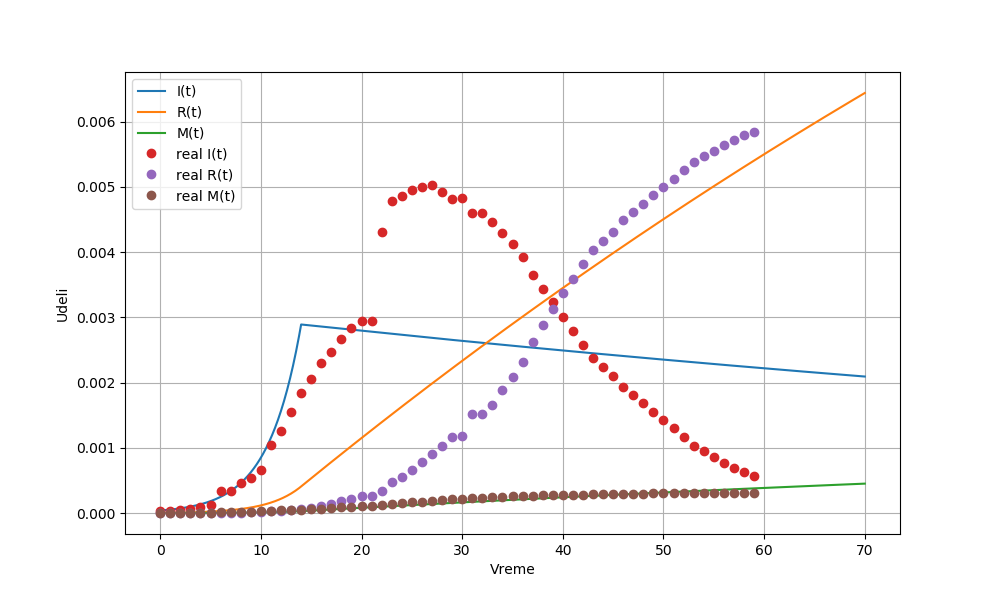 I(t)
R(t)
M(t)
real I(t)
real R(t)
real M(t)
0.006
0.005
0.004
0.003
0.002
0.001
0.000
Udeli
0 10 20 30 40 50 60 70
Vreme